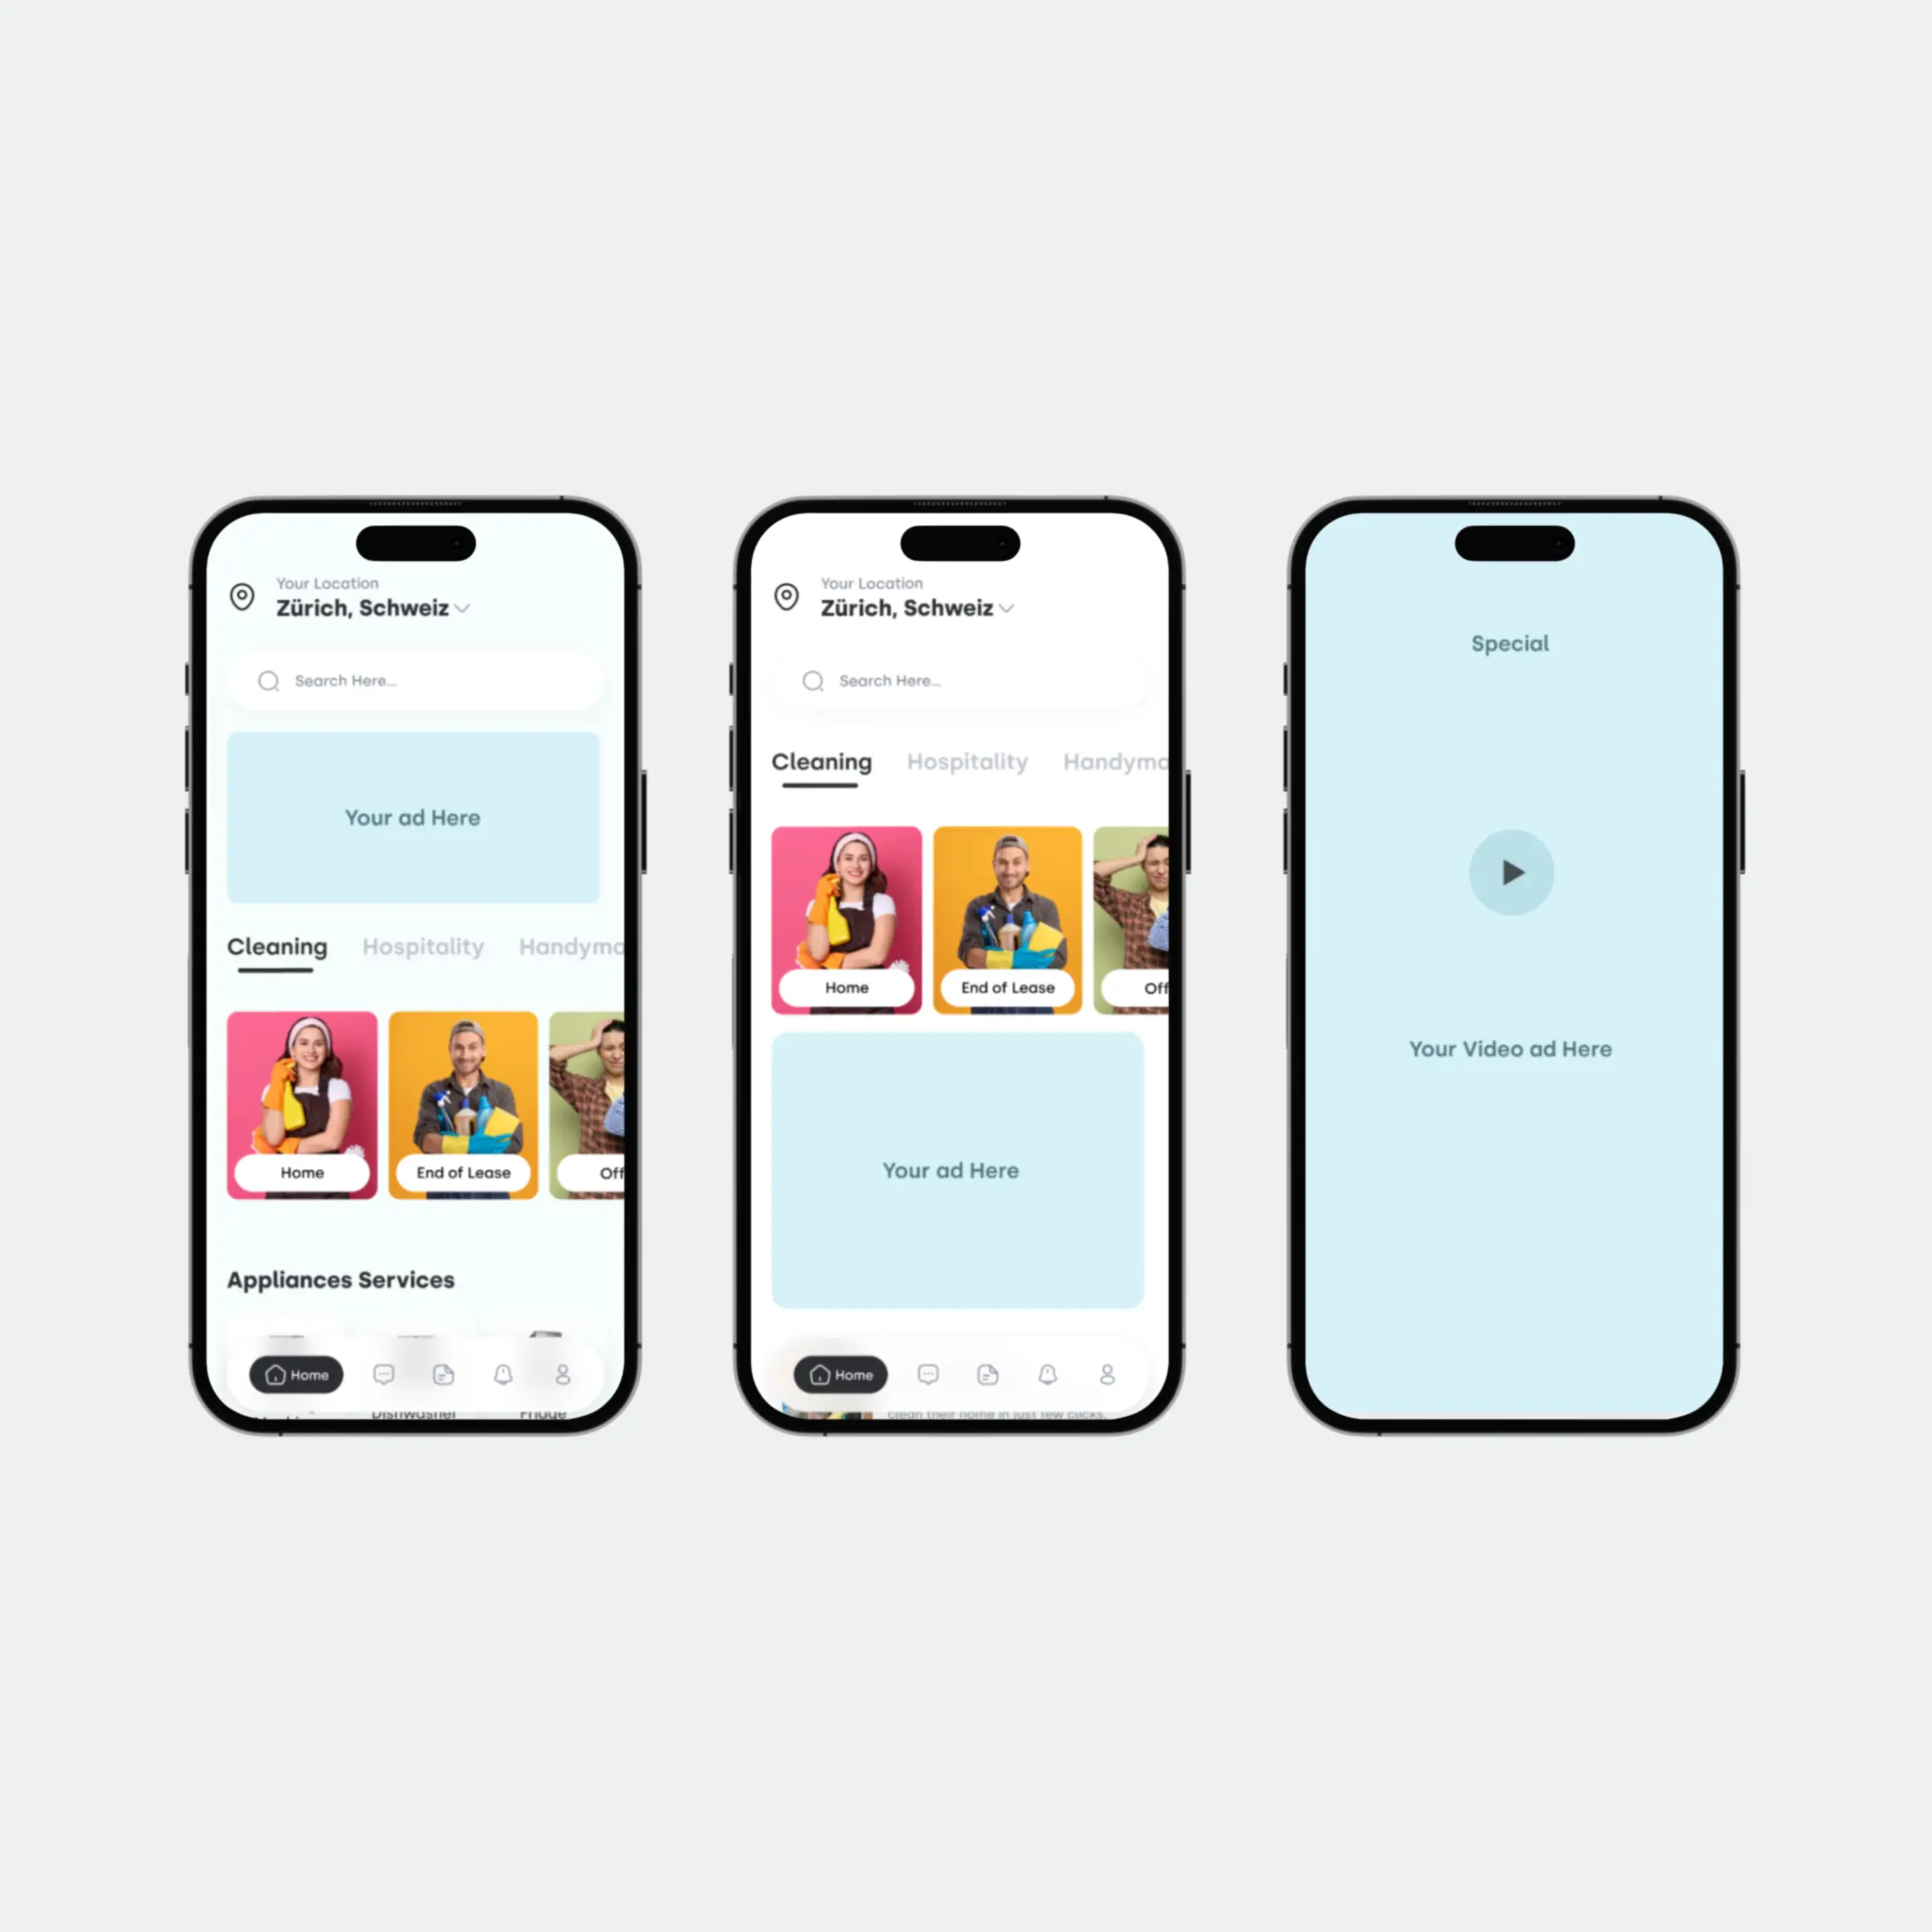 Your Location
Zürich, Schweiz
Search Here...
Your ad Here
Cleaning Hospitality Handyma
Home End of Lease Off
Appliances Services
Home
Dishwasher Fridge
Your Location
Zürich, Schweiz
Search Here...
Cleaning Hospitality Handyma
Home End of Lease Off
Your ad Here
Home
clean their home in just few clicks.
Special
Your Video ad Here